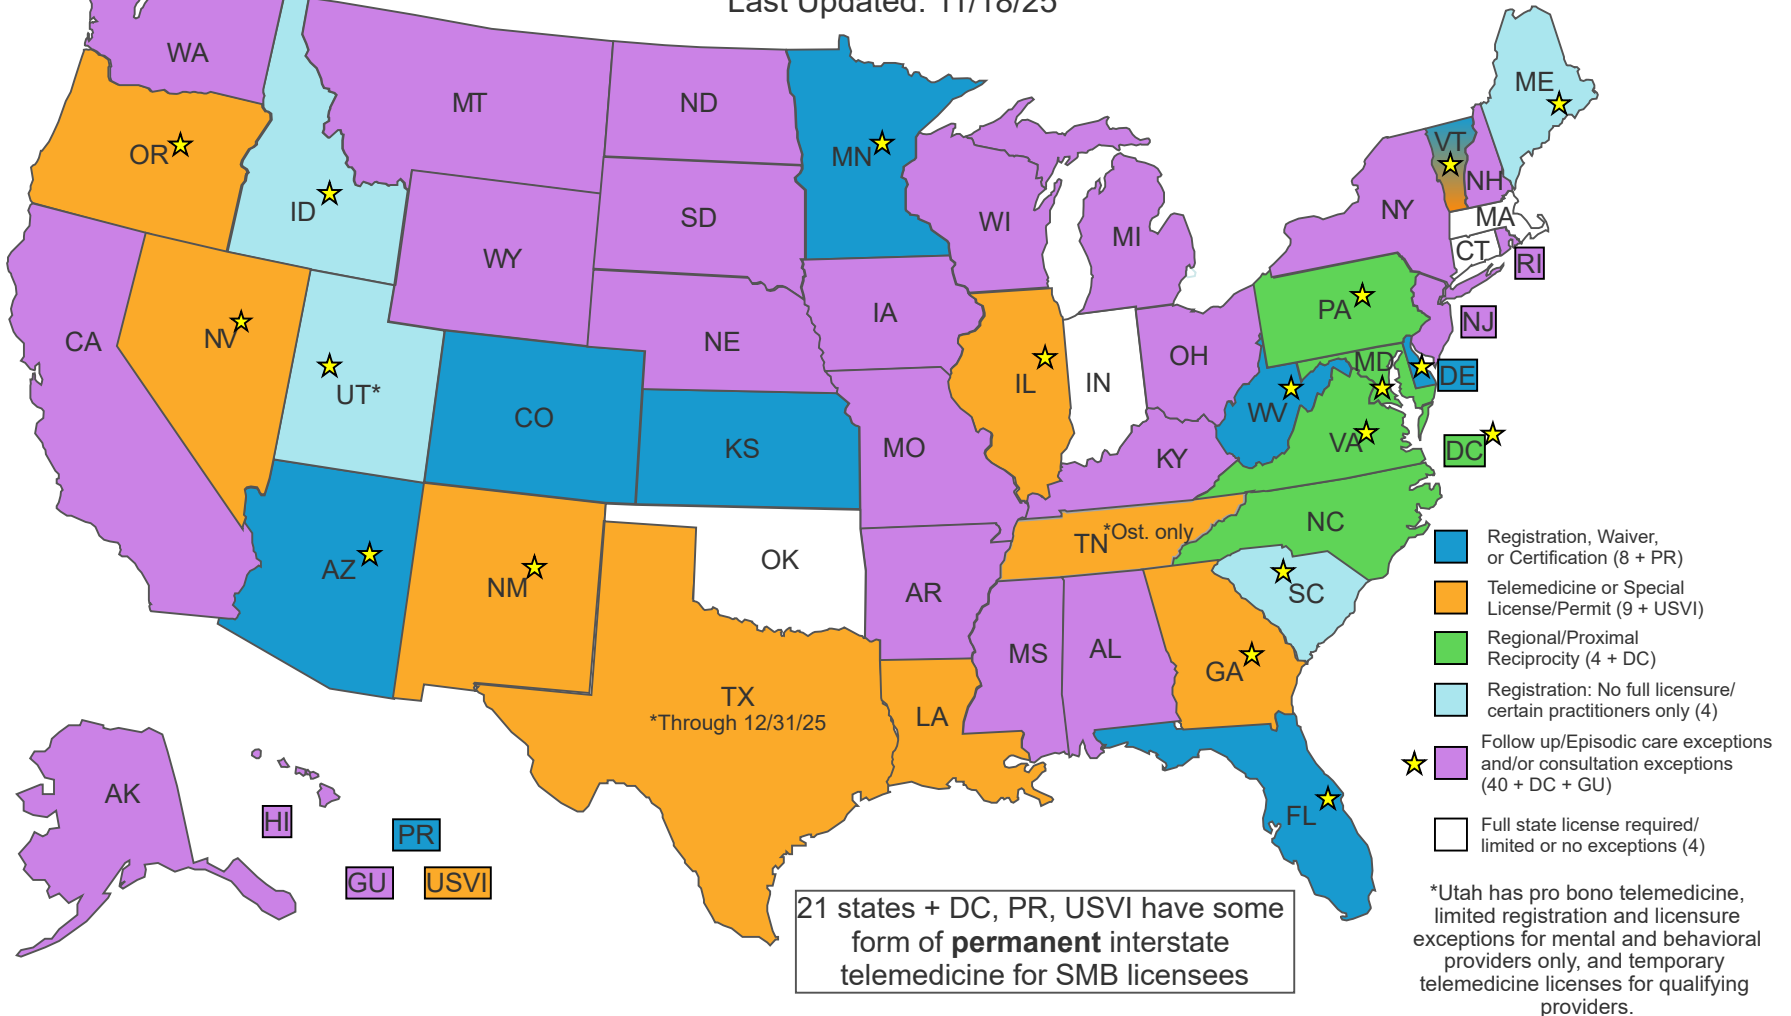 Last Updated: 11/18/25
WA
MT
ND
MN
ME
OR
VT
ID
NH
SD
WI
NY
MA
MI
WY
CT
RI
IA
PA
NJ
NV
CA
NE
OH
MD
DE
UT*
IL
IN
CO
WV
KS
MO
VA
DC
KY
NC
*Ost. only
TN
OK
AZ
NM
AR
SC
MS
AL
GA
TX
*Through 12/31/25
LA
AK
HI
FL
PR
GU
USVI
Registration, Waiver,
or Certification (8 + PR)
Telemedicine or Special
License/Permit (9 + USVI)
Regional/Proximal
Reciprocity (4 + DC)
Registration: No full licensure/
certain practitioners only (4)
Follow up/Episodic care exceptions
and/or consultation exceptions
(40 + DC + GU)
Full state license required/
limited or no exceptions (4)
21 states + DC, PR, USVI have some
form of permanent interstate
telemedicine for SMB licensees
*Utah has pro bono telemedicine,
limited registration and licensure
exceptions for mental and behavioral
providers only, and temporary
telemedicine licenses for qualifying
providers.